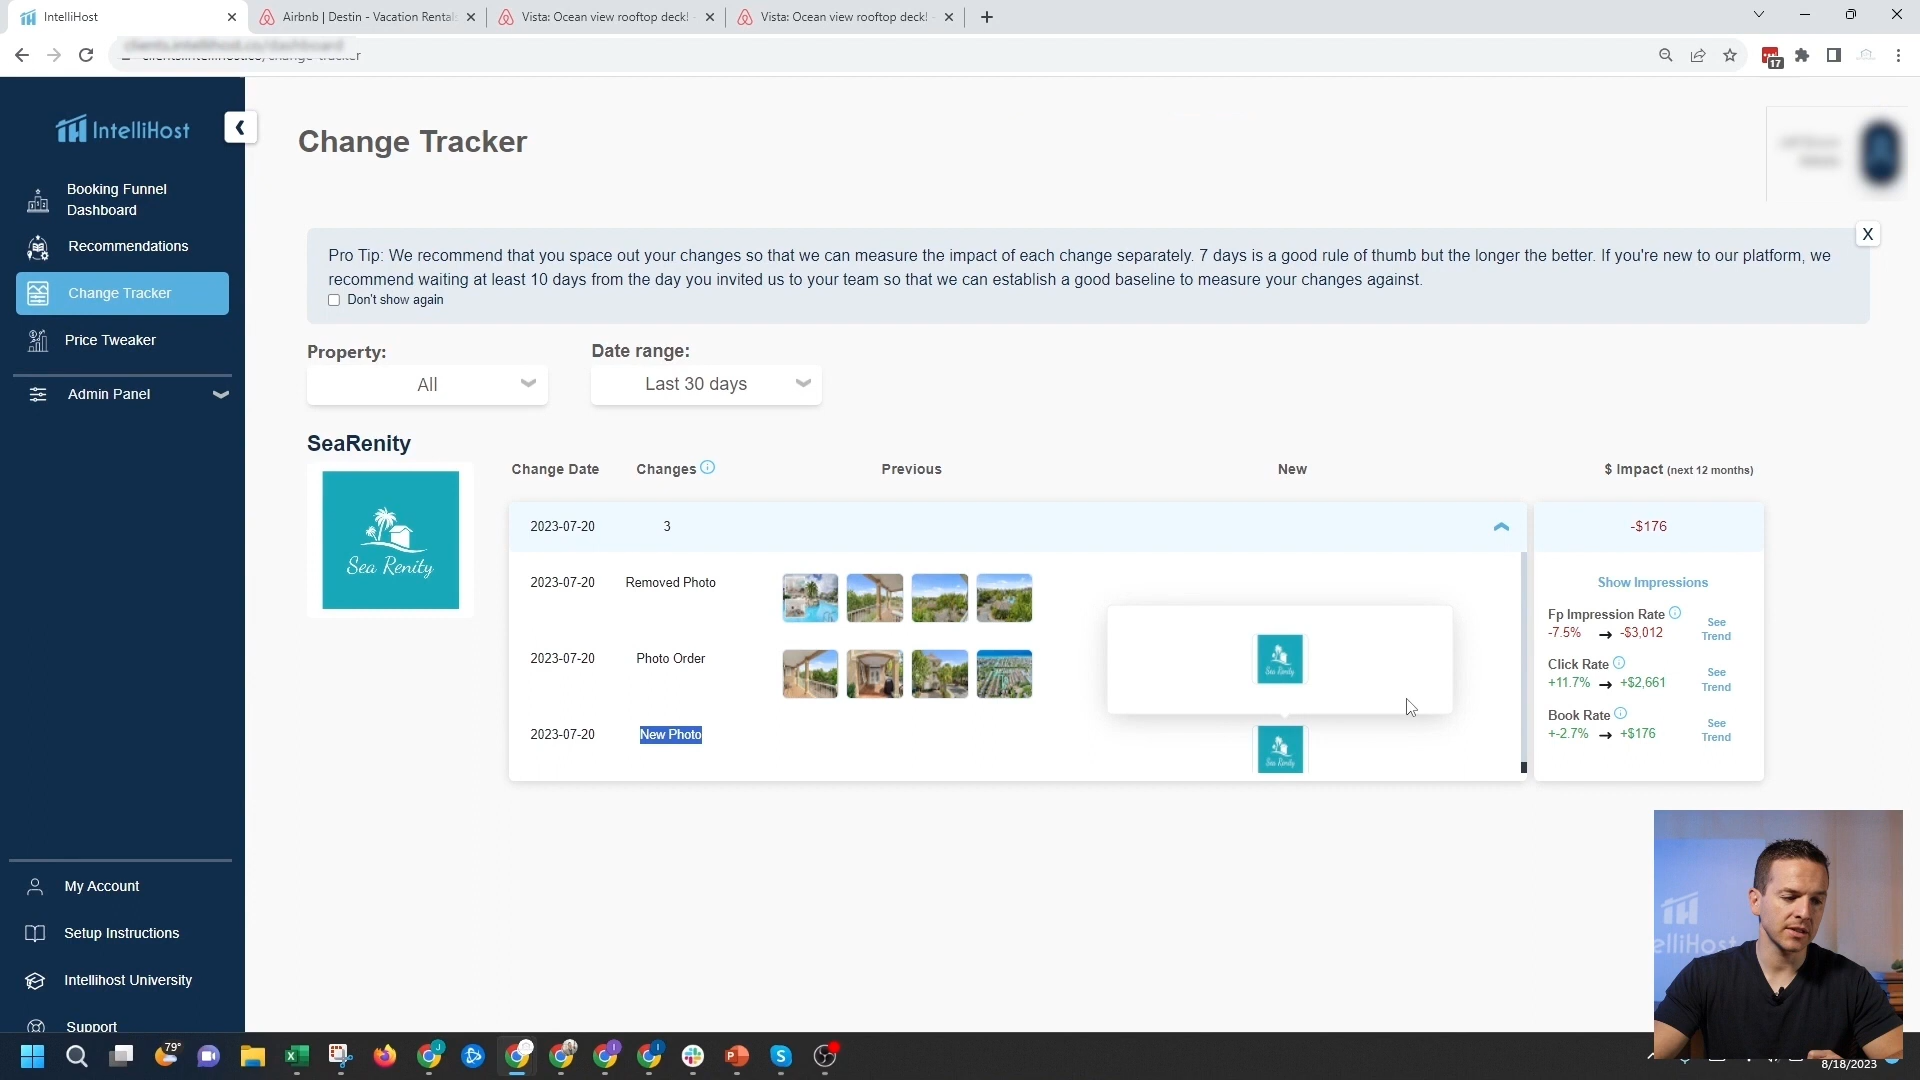 IntelliHost
Airbnb | Destin - Vacation Rentals
Vista: Ocean view rooftop deck! -
Vista: Ocean view rooftop deck! -
17
IntelliHost
Change Tracker
Booking Funnel
Dashboard
Recommendations
Change Tracker
Price Tweaker
Admin Panel
Pro Tip: We recommend that you space out your changes so that we can measure the impact of each change separately. 7 days is a good rule of thumb but the longer the better. If you're new to our platform, we
recommend waiting at least 10 days from the day you invited us to your team so that we can establish a good baseline to measure your changes against.
Don't show again
X
Property:
Date range:
All
Last 30 days
SeaRenity
Sea Renity
Change Date
Changes
Previous
New
$ Impact (next 12 months)
2023-07-20
3
-$176
2023-07-20
Removed Photo
Show Impressions
Fp Impression Rate
-7.5% → -$3,012
See
Trend
2023-07-20
Photo Order
Sea Renity
Click Rate
+11.7% → +$2,661
See
Trend
2023-07-20
New Photo
Sea Renity
Book Rate
+-2.7% → +$176
See
Trend
My Account
Setup Instructions
Intellihost University
Support
elliHost
79°
8/18/2023